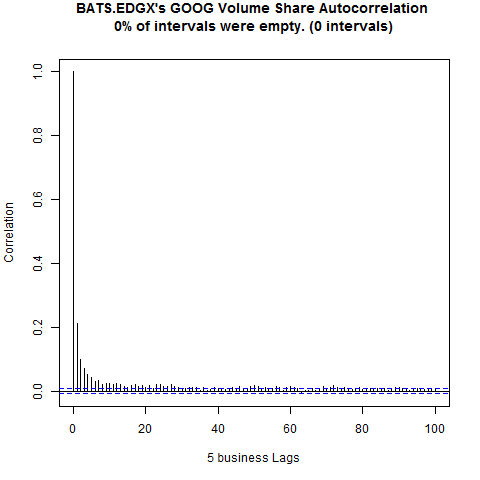 BATS.EDGX's GOOG Volume Share Autocorrelation
0% of intervals were empty. (0 intervals)
Correlation
1.0
0.8
0.6
0.4
0.2
0.0
0 20 40 60 80 100
5 business Lags